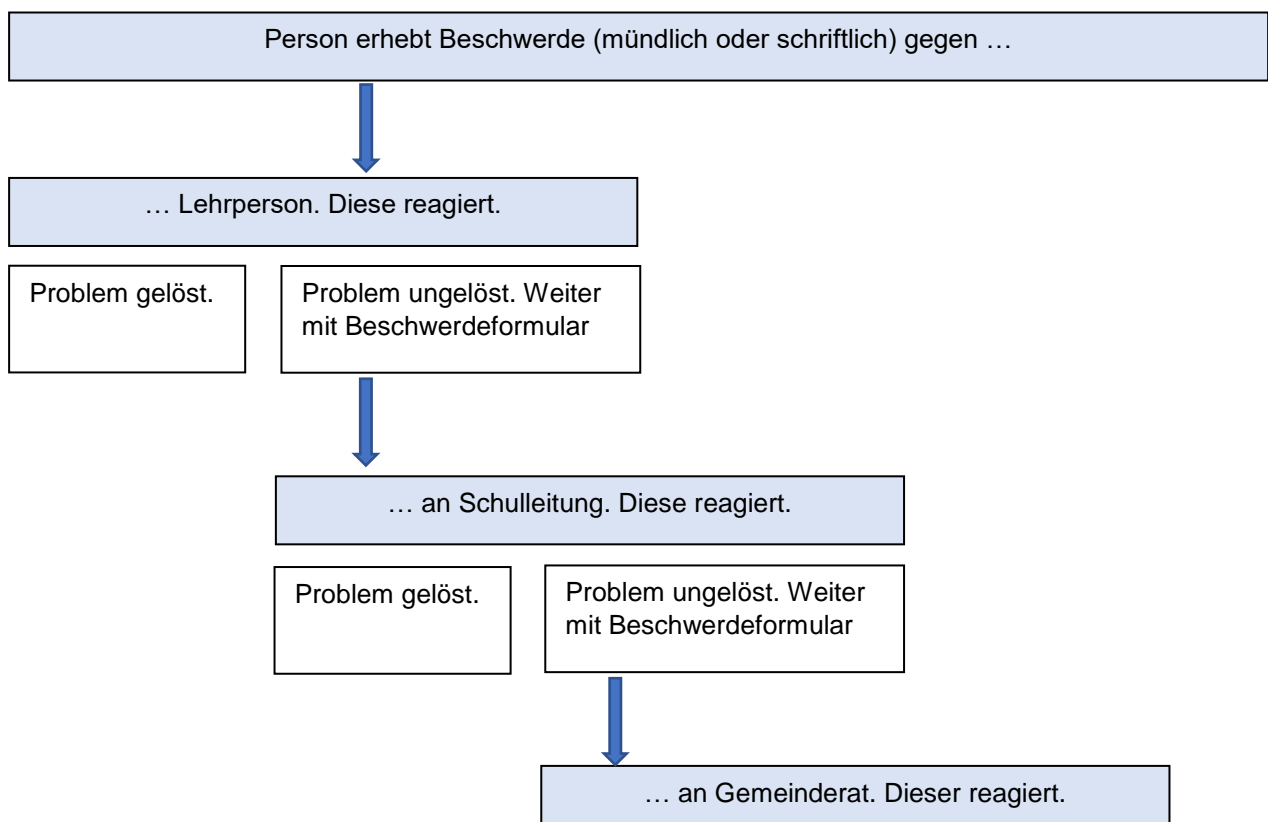 Person erhebt Beschwerde (mündlich oder schriftlich) gegen …
… Lehrperson. Diese reagiert.
Problem gelöst.
Problem ungelöst. Weiter
mit Beschwerdeformular
… an Schulleitung. Diese reagiert.
Problem gelöst.
Problem ungelöst. Weiter
mit Beschwerdeformular
… an Gemeinderat. Dieser reagiert.